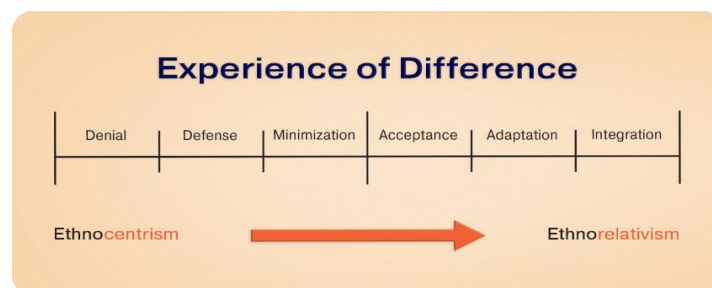 Experience of Difference
Denial Defense Minimization Acceptance Adaptation Integration
Ethnocentrism Ethnorelativism